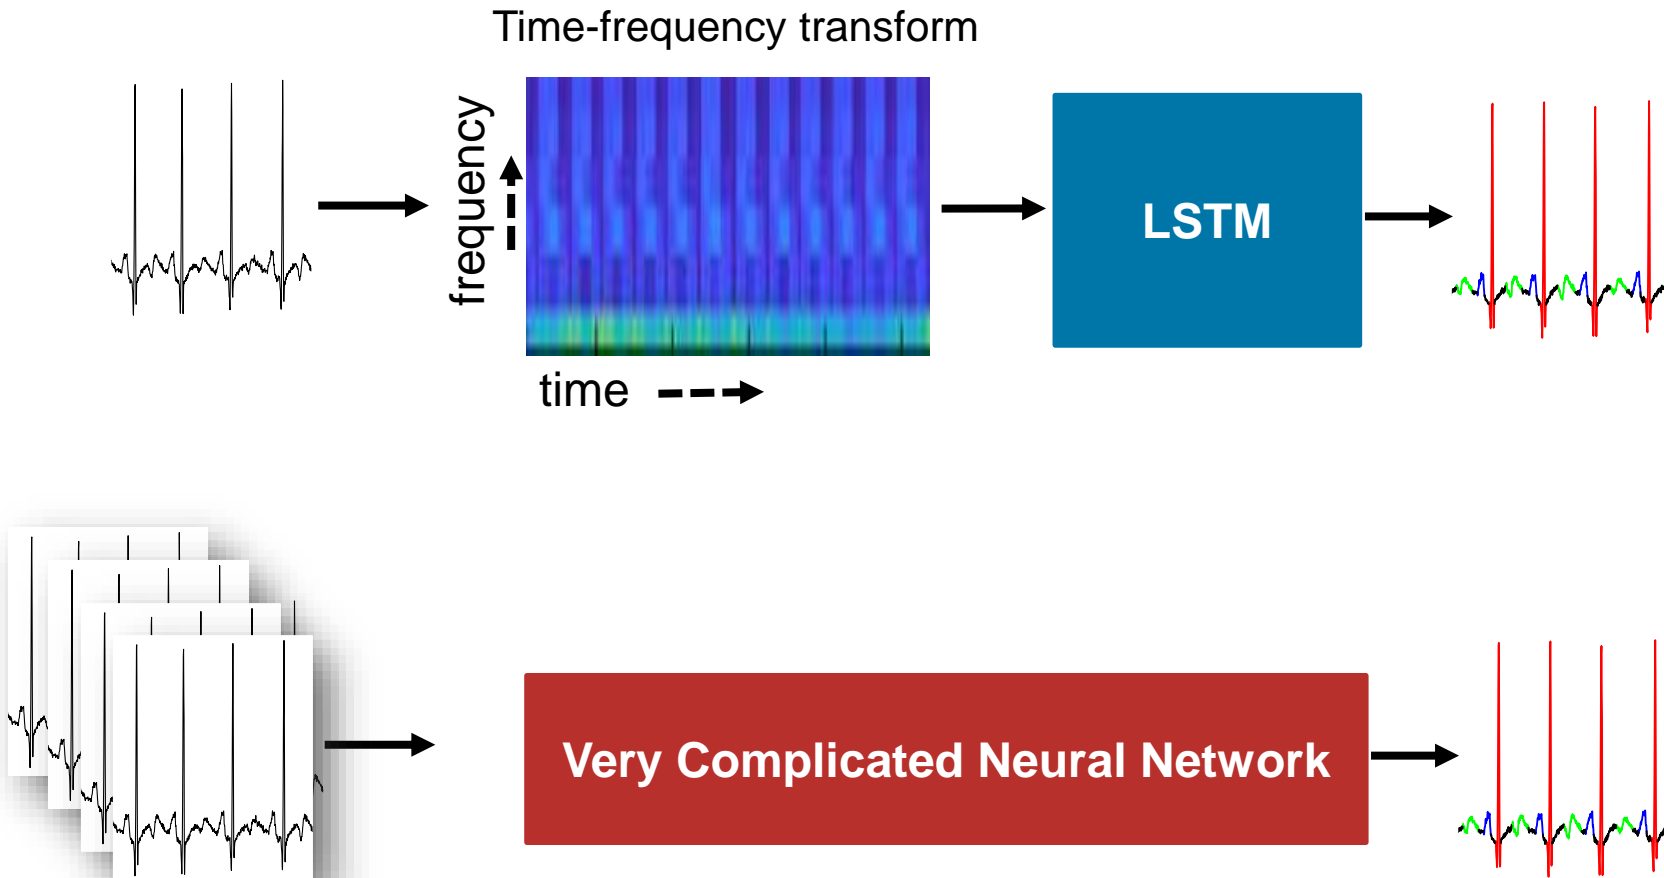 Time-frequency transform
frequency
LSTM
time
Very Complicated Neural Network